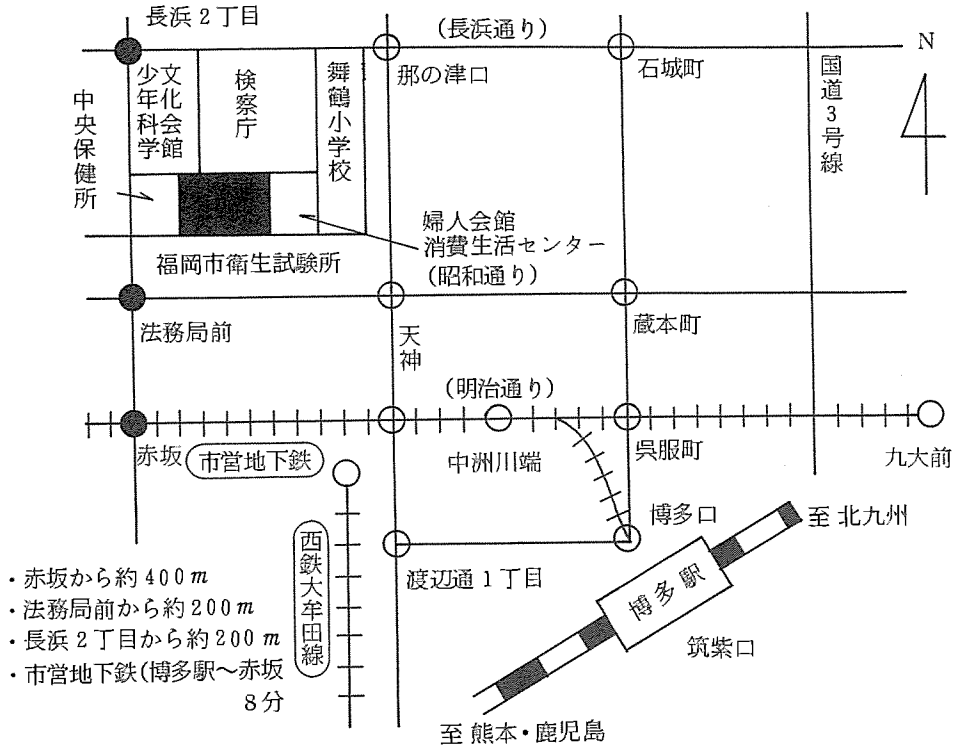 長浜2丁目
(長浜通り)
N
那の津口
石城町
国道3号線
中央保健所
少年科学
文化会館
検察庁
舞鶴小学校
婦人会館
消費生活センター
福岡市衛生試験所
(昭和通り)
法務局前
天神
蔵本町
(明治通り)
赤坂
市営地下鉄
中洲川端
呉服町
九大前
西鉄大牟田線
博多口
至 北九州
渡辺通1丁目
博多駅
筑紫口
至 熊本・鹿児島
・赤坂から約400m
・法務局前から約200m
・長浜2丁目から約200m
・市営地下鉄(博多駅〜赤坂
8分